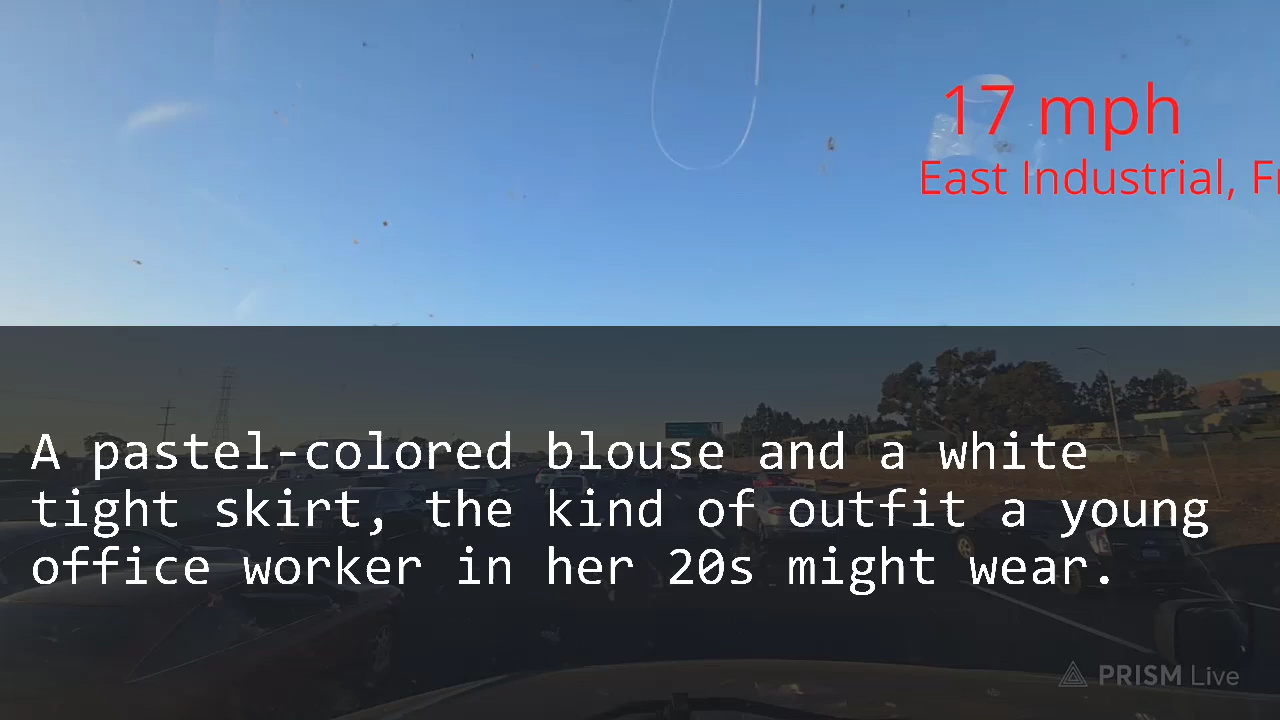 17 mph
East Industrial, Fr
A pastel-colored blouse and a white
tight skirt, the kind of outfit a young
office worker in her 20s might wear.
PRISM Live